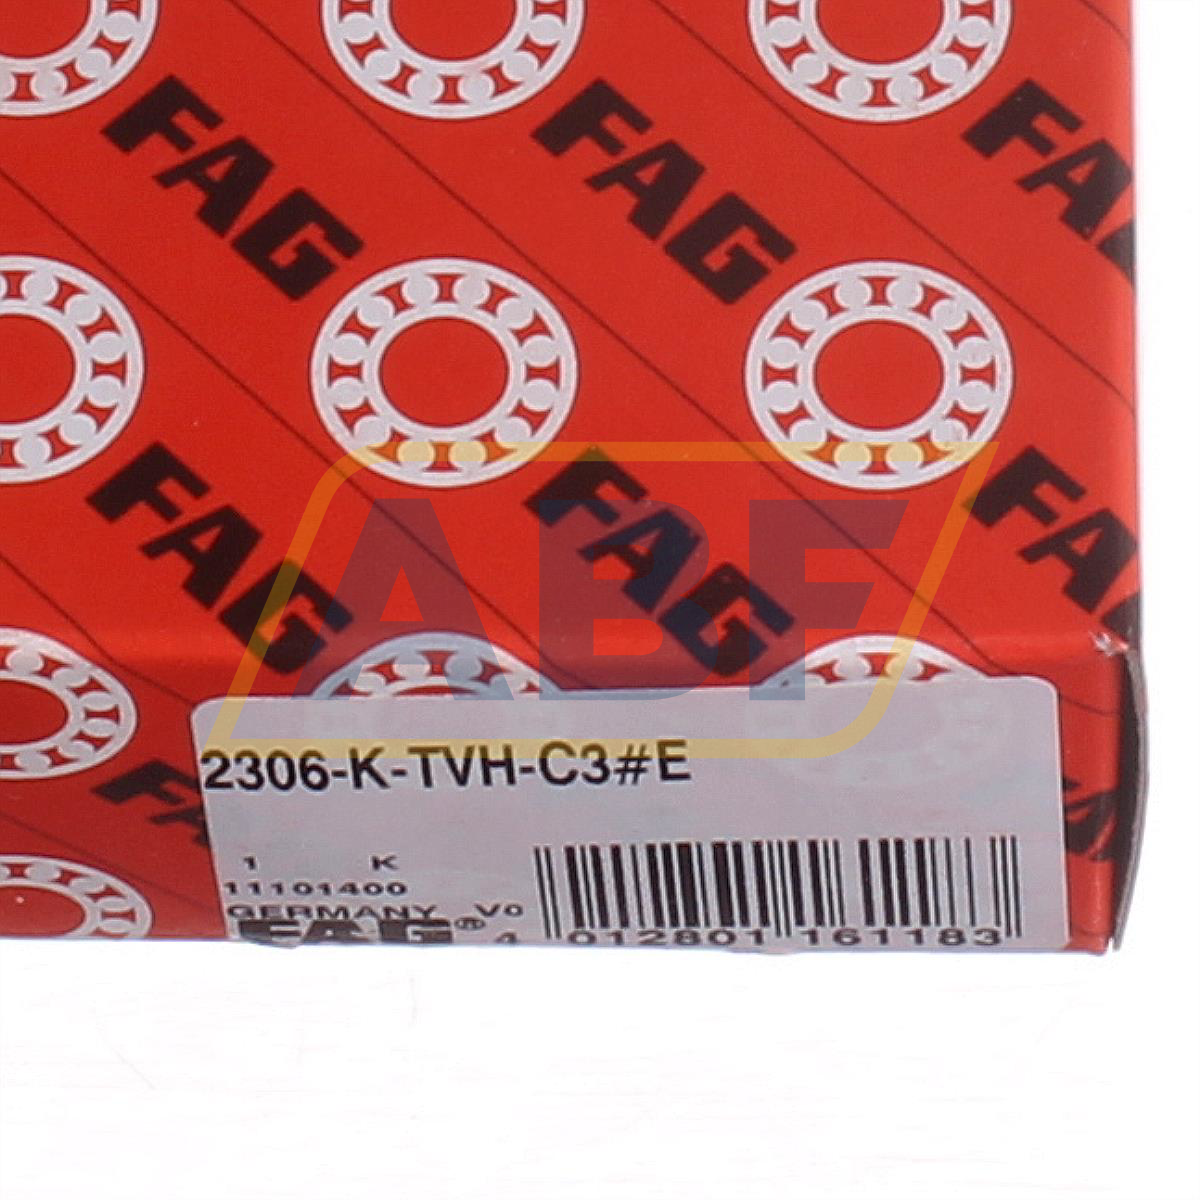 FAG FAG FAG
FAG FAG FAG
ABF
FAG
2306-K-TVH-C3#E
1 K
11101400
GERMANY V0
FAG®
4 012801 161183